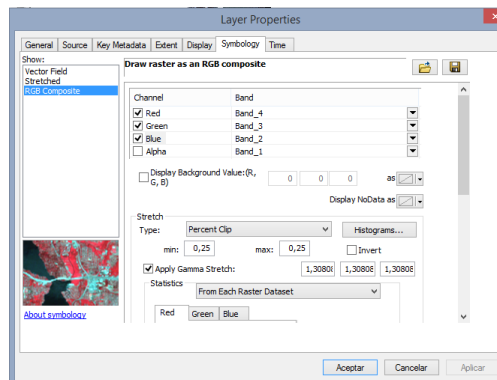 Layer Properties
General Source Key Metadata Extent Display Symbology Time
Show:
Vector Field
Stretched
RGB Composite
Draw raster as an RGB composite
Channel Band
Red Band_4
Green Band_3
Blue Band_2
Alpha Band_1
Display Background Value:(R, G, B) 0 0 0 as
Display NoData as
Stretch
Type: Percent Clip Histograms...
min: 0,25 max: 0,25 Invert
Apply Gamma Stretch: 1,30808 1,30808 1,30808
Statistics
From Each Raster Dataset
Red Green Blue
About symbology
Aceptar Cancelar Aplicar